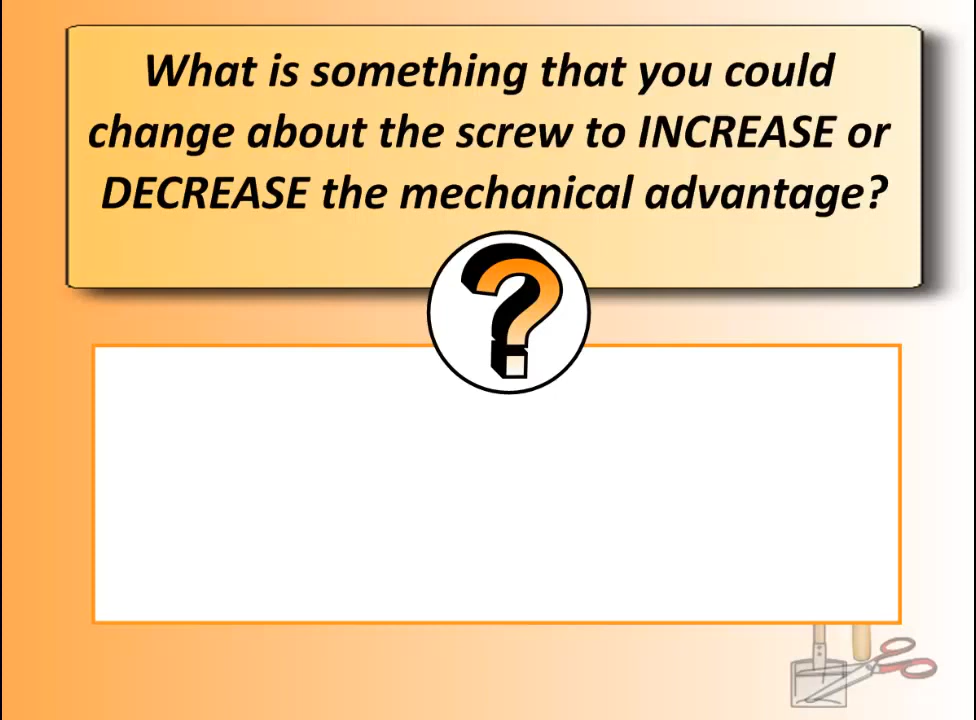 What is something that you could
change about the screw to INCREASE or
DECREASE the mechanical advantage?